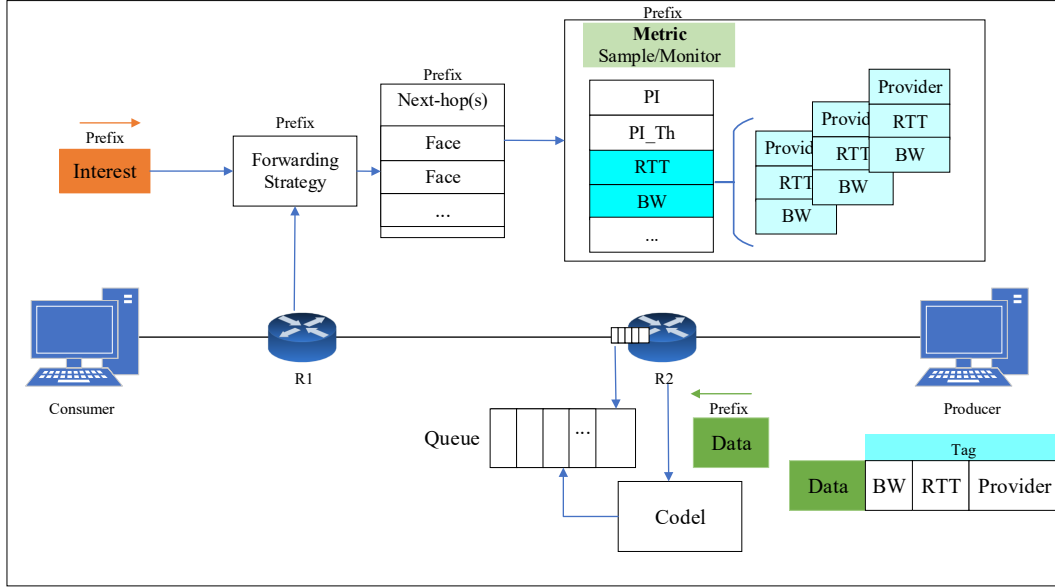 Prefix
Metric
Sample/Monitor
Prefix
Next-hop(s)
Face
Face
...
Prefix
Forwarding
Strategy
Prefix
Interest
PI
PI_Th
RTT
BW
...
Provider
RTT
BW
Provid
RTT
BW
Provider
RTT
BW
Consumer
R1
R2
Producer
Queue
...
Prefix
Data
Codel
Tag
Data
BW
RTT
Provider